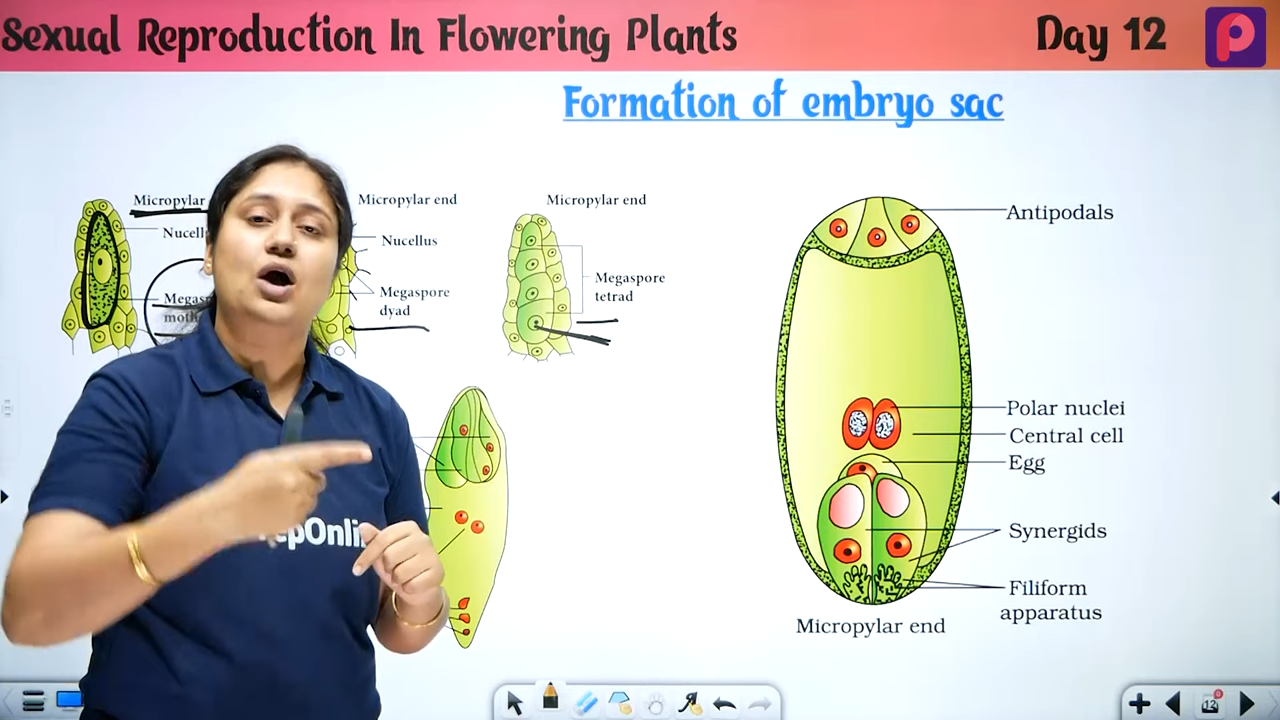 Sexual Reproduction In Flowering Plants
Day 12
Formation of embryo sac
Micropylar
Micropylar end
Nucellus
Megaspore
dyad
Micropylar end
Megaspore
tetrad
Antipodals
Polar nuclei
Central cell
Egg
Synergids
Filiform
apparatus
Micropylar end
12